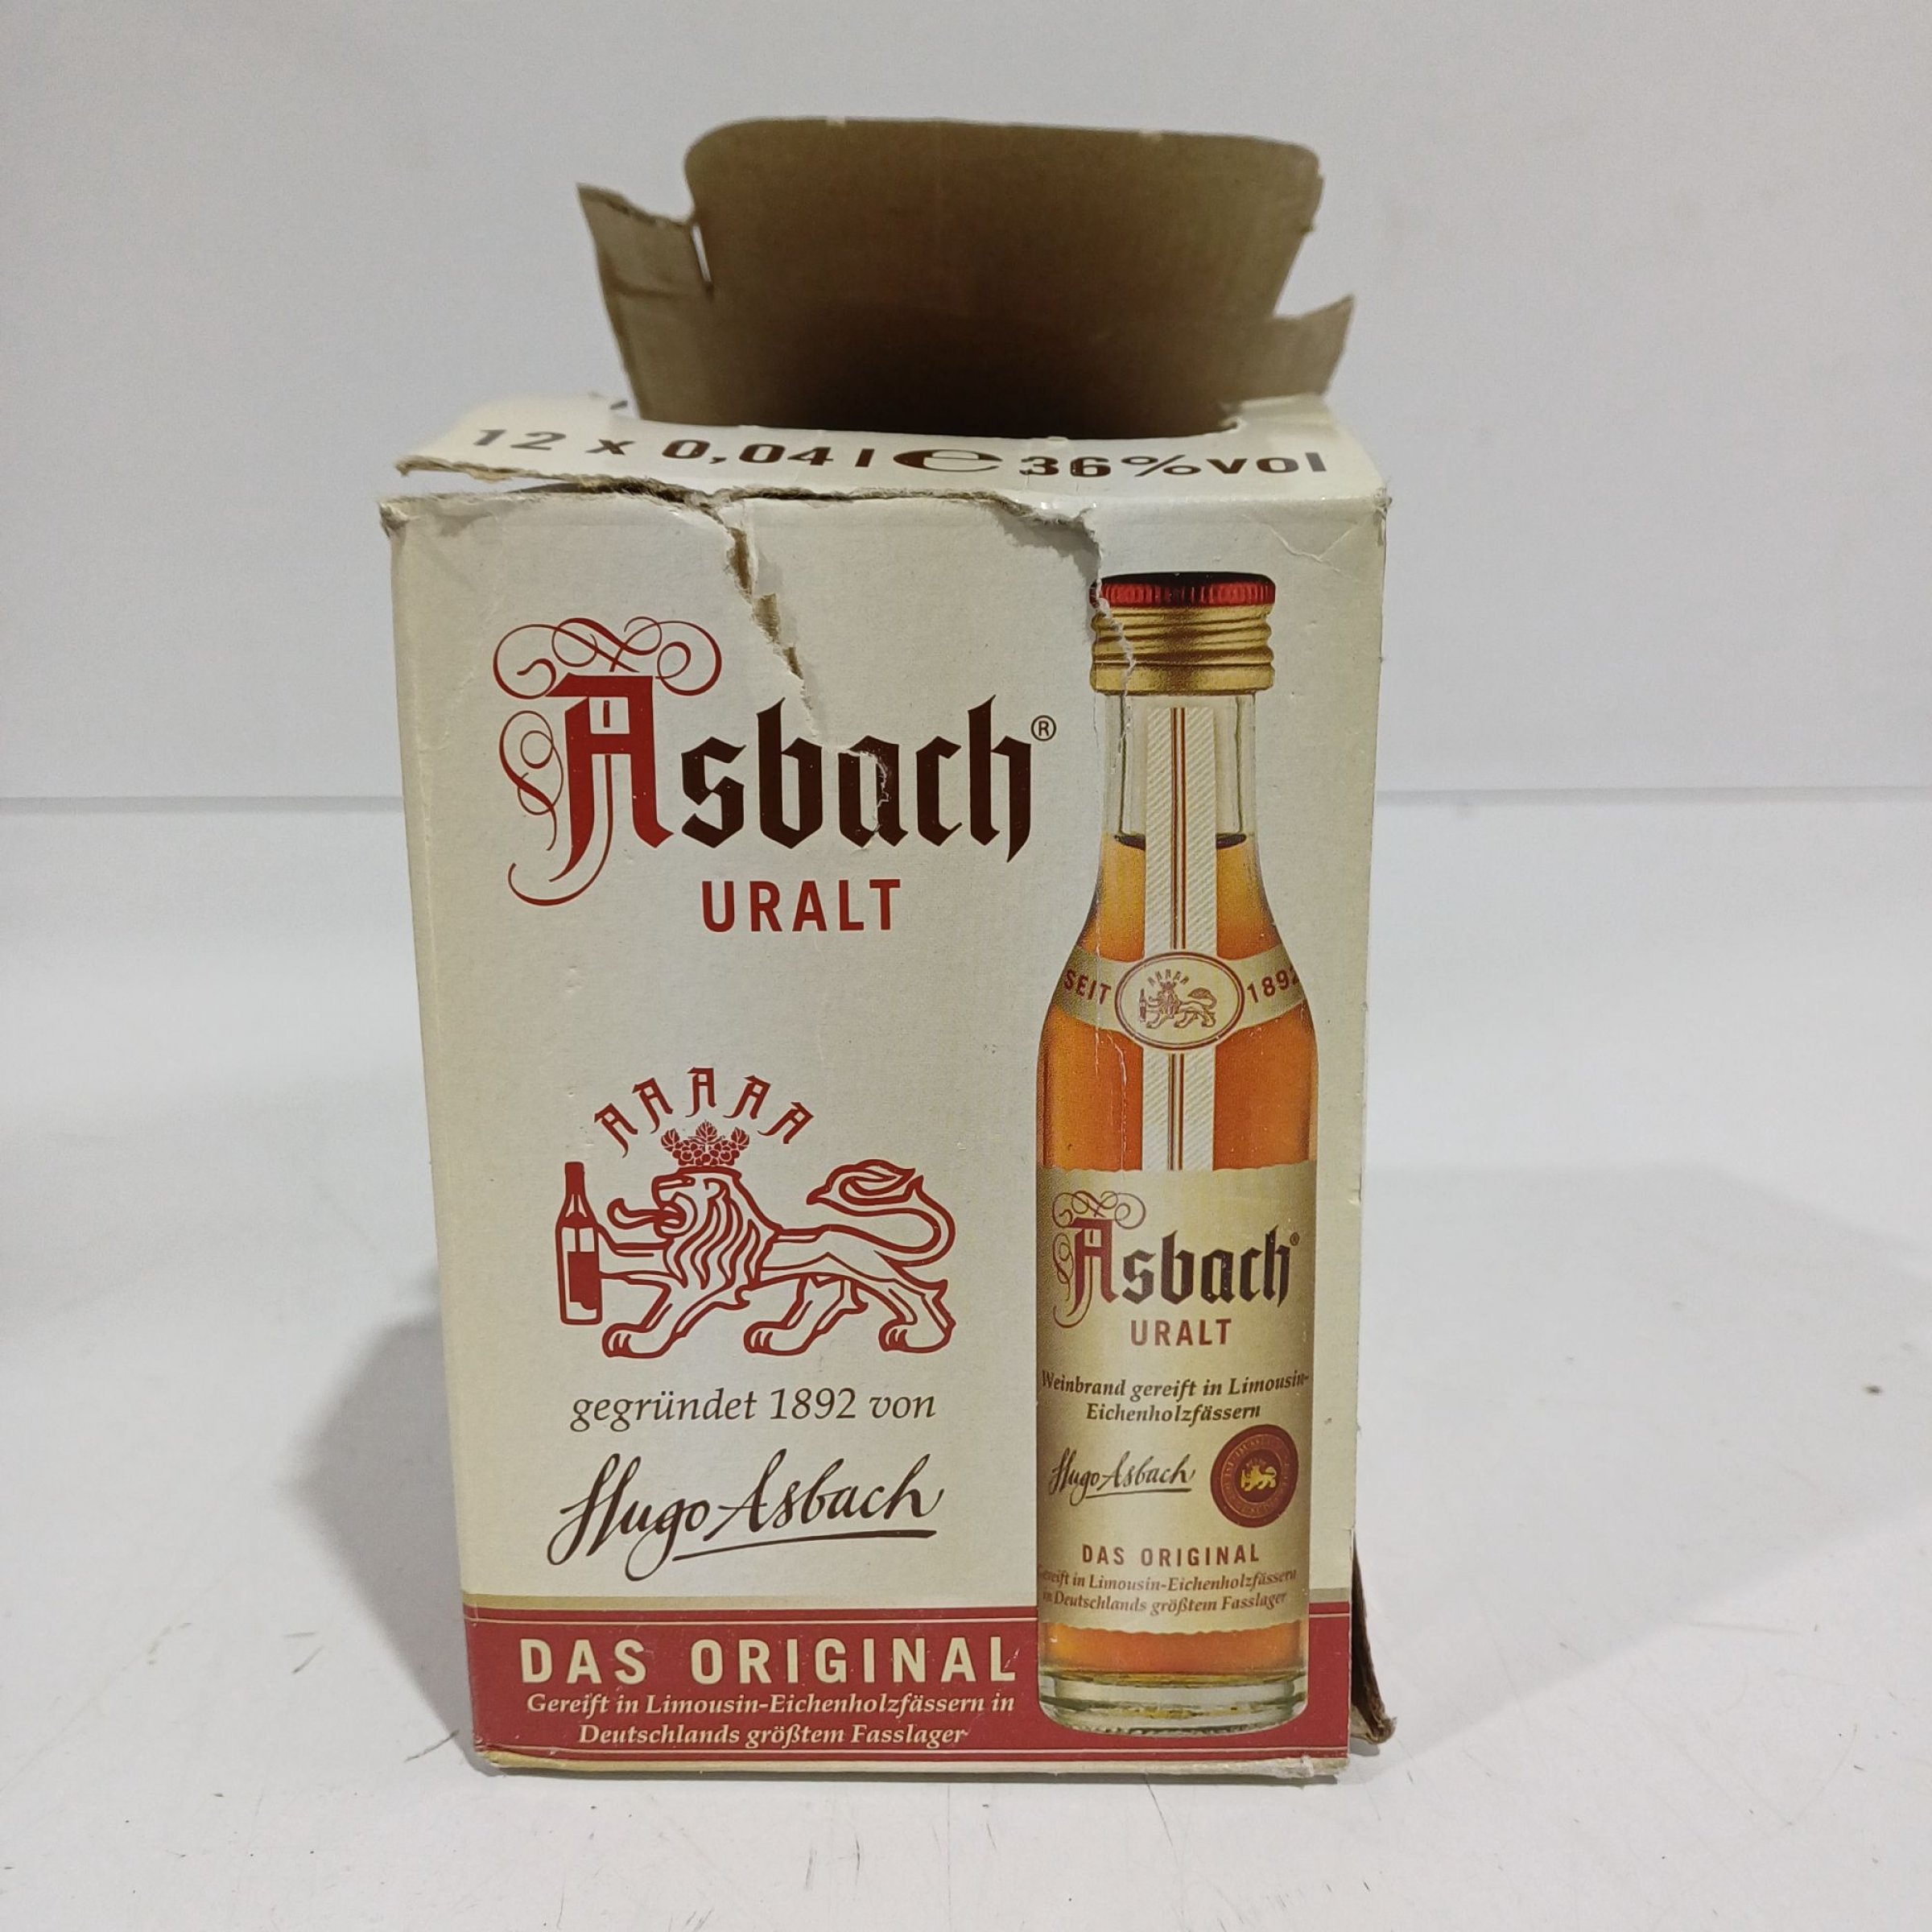 12 x 0,04 l e 36%vol
Asbach®
URALT
AAAAA
gegründet 1892 von
Hugo Asbach
DAS ORIGINAL
Gereift in Limousin-Eichenholzfässern in
Deutschlands größtem Fasslager
SEIT 1892
Asbach®
URALT
Weinbrand gereift in Limousin-
Eichenholzfässern
Hugo Asbach
DAS ORIGINAL
Gereift in Limousin-Eichenholzfässern
in Deutschlands größtem Fasslager